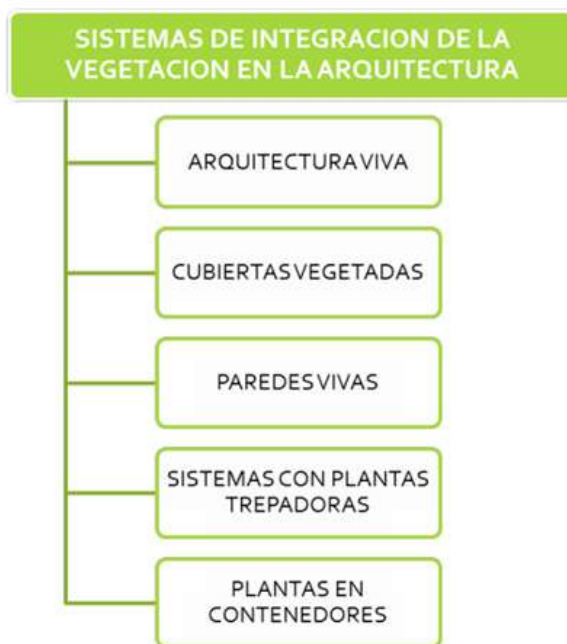 SISTEMAS DE INTEGRACION DE LA
VEGETACION EN LA ARQUITECTURA
ARQUITECTURA VIVA
CUBIERTAS VEGETADAS
PAREDES VIVAS
SISTEMAS CON PLANTAS
TREPADORAS
PLANTAS EN
CONTENEDORES